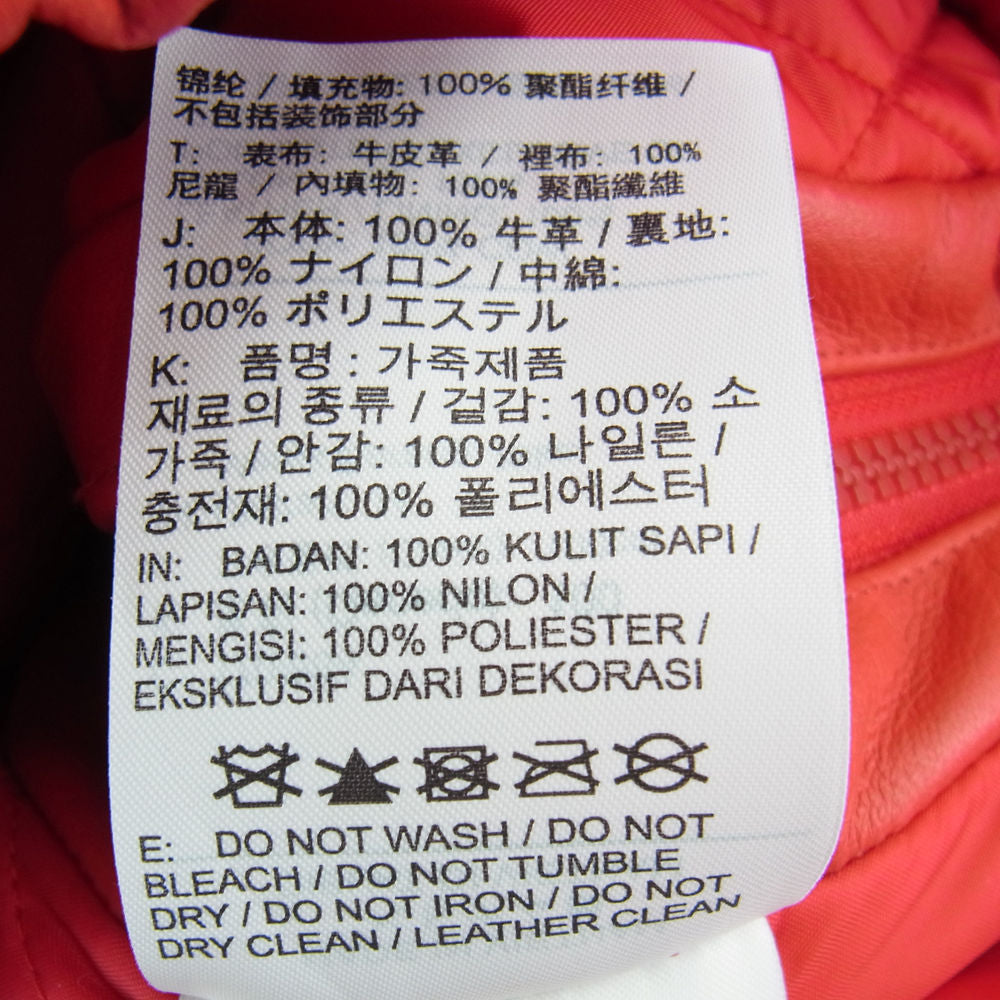 锦纶 / 填充物: 100% 聚酯纤维 /
不包括装饰部分
T: 表布: 牛皮革 / 裡布: 100%
尼龍 / 內填物: 100% 聚酯纖維
J: 本体: 100% 牛革 / 裏地:
100% ナイロン / 中綿:
100% ポリエステル
K: 품명 : 가죽제품
재료의 종류 / 겉감: 100% 소
가죽 / 안감: 100% 나일론 /
충전재: 100% 폴리에스터
IN: BADAN: 100% KULIT SAPI /
LAPISAN: 100% NILON /
MENGISI: 100% POLIESTER /
EKSKLUSIF DARI DEKORASI
E: DO NOT WASH / DO NOT
BLEACH / DO NOT TUMBLE
DRY / DO NOT IRON / DO NOT
DRY CLEAN / LEATHER CLEAN